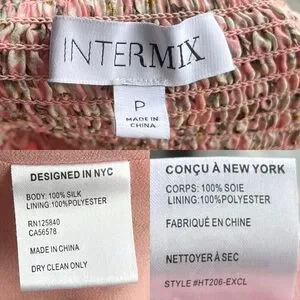 INTERMIX
P
MADE IN
CHINA
DESIGNED IN NYC
BODY: 100% SILK
LINING: 100%POLYESTER
RN125840
CA56578
MADE IN CHINA
DRY CLEAN ONLY
CONÇU À NEW YORK
CORPS: 100% SOIE
LINING: 100%POLYESTER
FABRIQUÉ EN CHINE
NETTOYER À SEC
STYLE #HT206-EXCL